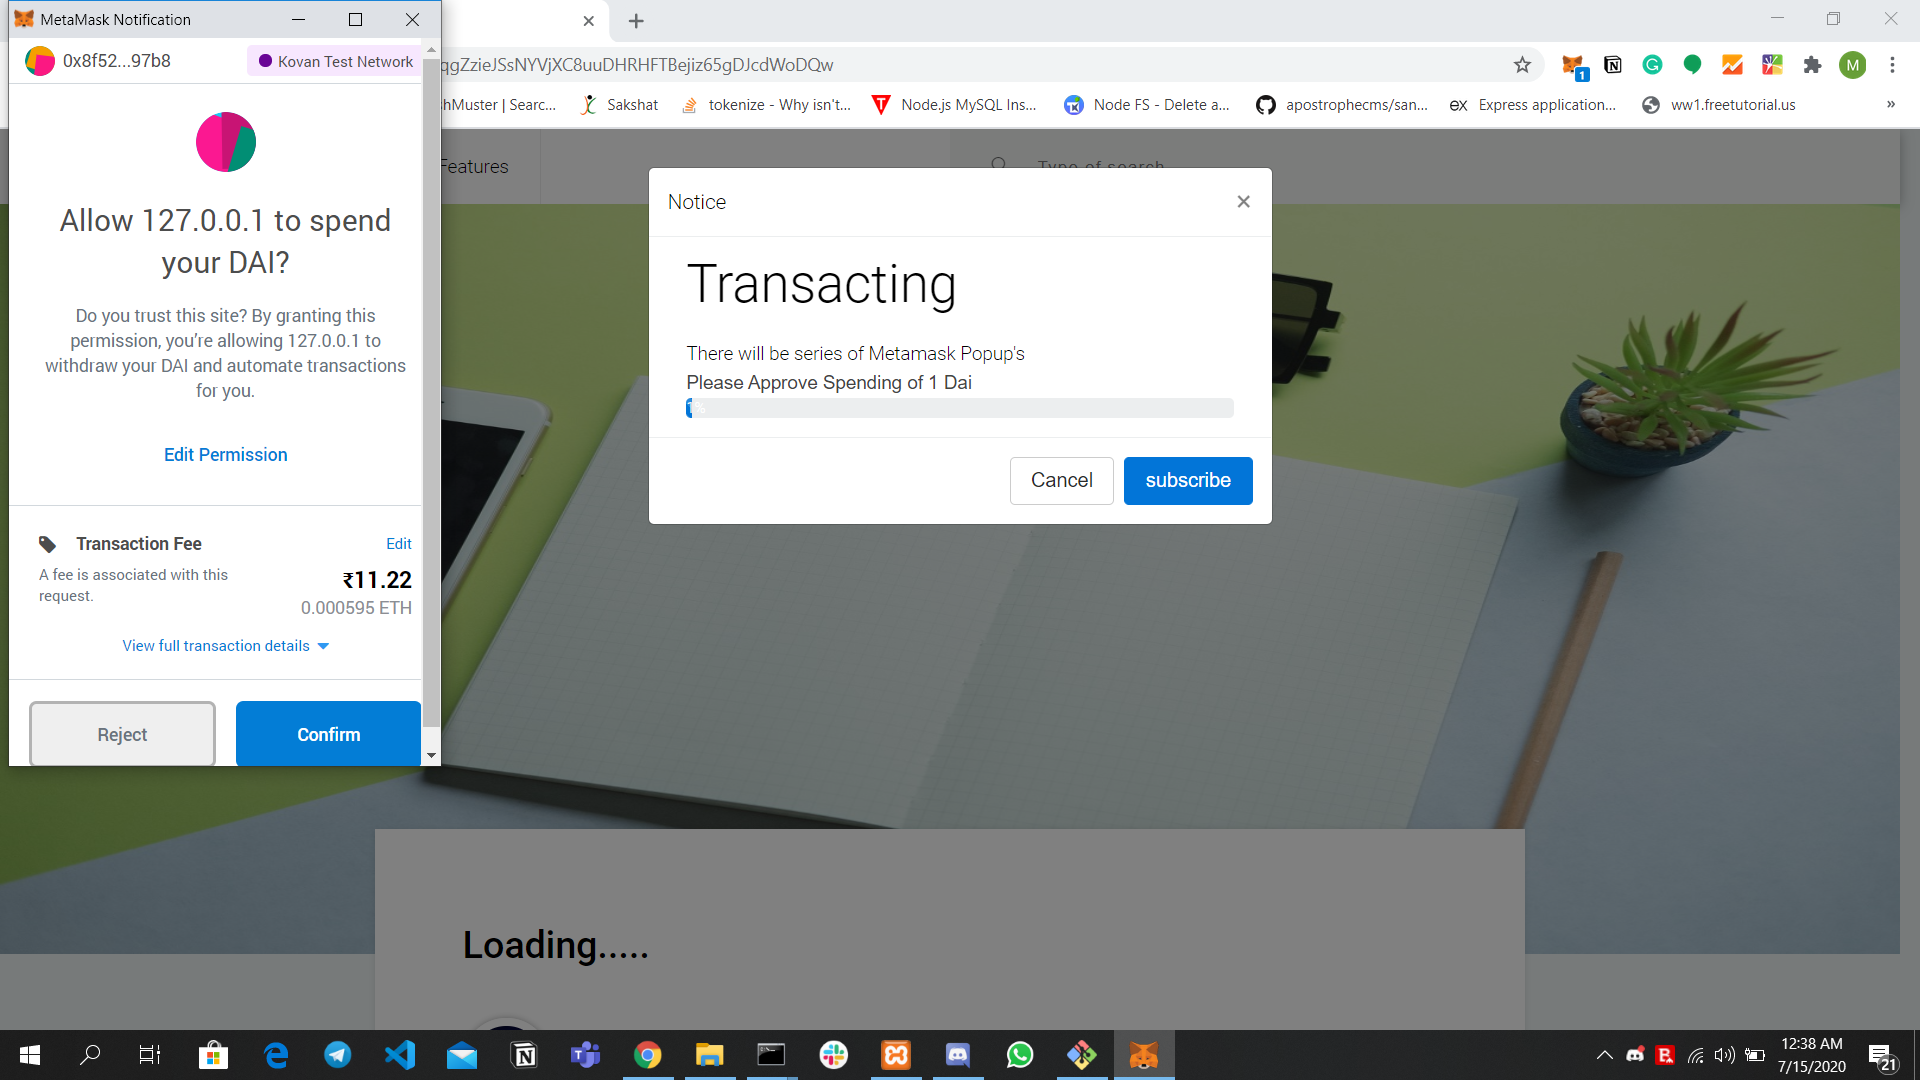 MetaMask Notification
0x8f52...97b8
Kovan Test Network
Allow 127.0.0.1 to spend
your DAI?
Do you trust this site? By granting this
permission, you're allowing 127.0.0.1 to
withdraw your DAI and automate transactions
for you.
Edit Permission
Transaction Fee
Edit
A fee is associated with this
request.
₹11.22
0.000595 ETH
View full transaction details
Reject
Confirm
qgZzieJSsNYVjXC8uuDHRHFTBejiz65gDJcdWoDQw
1
M
hMuster | Searc...
Sakshat
tokenize - Why isn't...
Node.js MySQL Ins...
Node FS - Delete a...
apostrophecms/san...
ex
Express application...
ww1.freetutorial.us
»
Features
Type of search
Notice
×
Transacting
There will be series of Metamask Popup's
Please Approve Spending of 1 Dai
1%
Cancel
subscribe
Loading.....
12:38 AM
7/15/2020
21